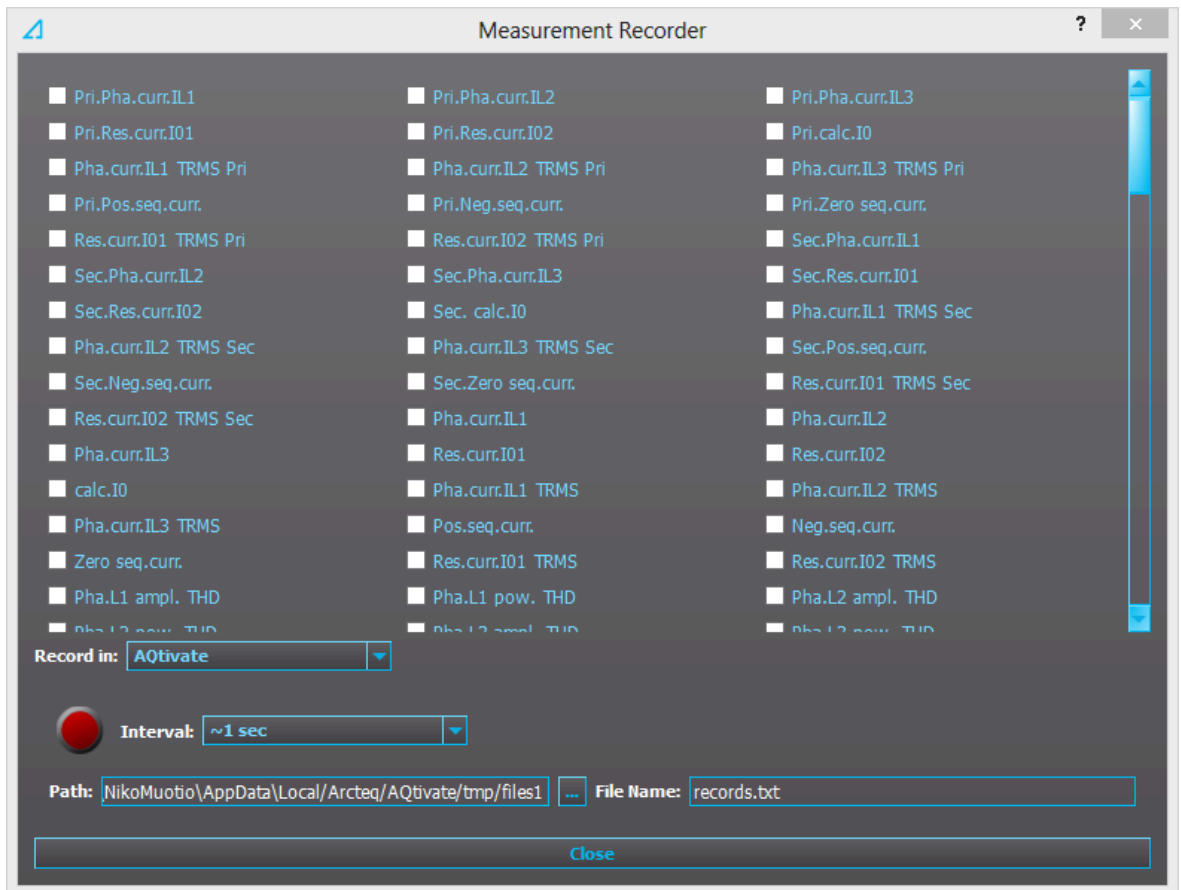 Measurement Recorder ?
Pri.Pha.curr.IL1 Pri.Pha.curr.IL2 Pri.Pha.curr.IL3
Pri.Res.curr.I01 Pri.Res.curr.I02 Pri.calc.I0
Pha.curr.IL1 TRMS Pri Pha.curr.IL2 TRMS Pri Pha.curr.IL3 TRMS Pri
Pri.Pos.seq.curr. Pri.Neg.seq.curr. Pri.Zero seq.curr.
Res.curr.I01 TRMS Pri Res.curr.I02 TRMS Pri Sec.Pha.curr.IL1
Sec.Pha.curr.IL2 Sec.Pha.curr.IL3 Sec.Res.curr.I01
Sec.Res.curr.I02 Sec. calc.I0 Pha.curr.IL1 TRMS Sec
Pha.curr.IL2 TRMS Sec Pha.curr.IL3 TRMS Sec Sec.Pos.seq.curr.
Sec.Neg.seq.curr. Sec.Zero seq.curr. Res.curr.I01 TRMS Sec
Res.curr.I02 TRMS Sec Pha.curr.IL1 Pha.curr.IL2
Pha.curr.IL3 Res.curr.I01 Res.curr.I02
calc.I0 Pha.curr.IL1 TRMS Pha.curr.IL2 TRMS
Pha.curr.IL3 TRMS Pos.seq.curr. Neg.seq.curr.
Zero seq.curr. Res.curr.I01 TRMS Res.curr.I02 TRMS
Pha.L1 ampl. THD Pha.L1 pow. THD Pha.L2 ampl. THD
Record in: AQtivate
Interval: ~1 sec
Path: NikoMuotio\AppData\Local/Arcteq/AQtivate/tmp/files1 ... File Name: records.txt
Close